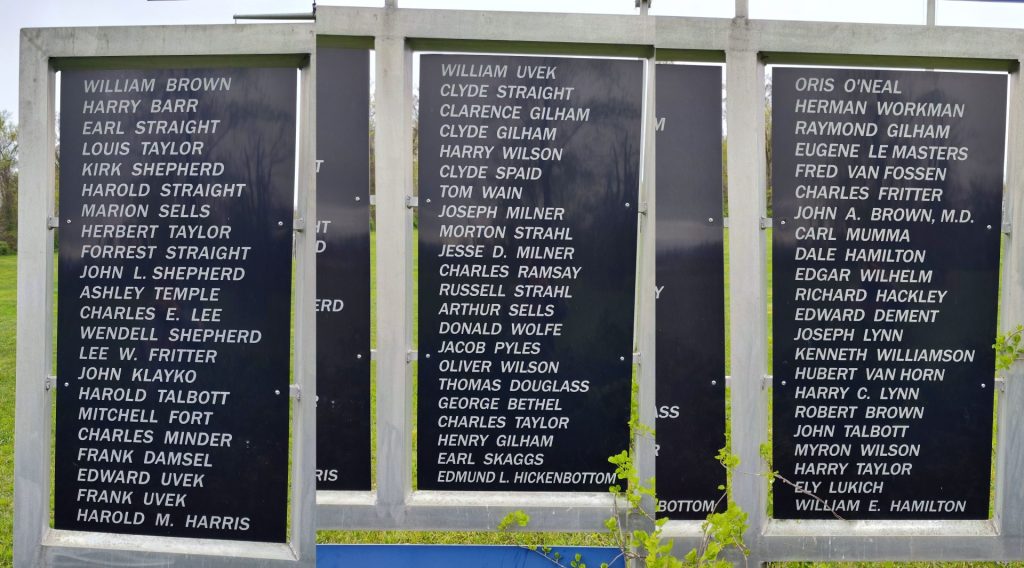 WILLIAM BROWN
HARRY BARR
EARL STRAIGHT
LOUIS TAYLOR
KIRK SHEPHERD
HAROLD STRAIGHT
MARION SELLS
HERBERT TAYLOR
FORREST STRAIGHT
JOHN L. SHEPHERD
ASHLEY TEMPLE
CHARLES E. LEE
WENDELL SHEPHERD
LEE W. FRITTER
JOHN KLAYKO
HAROLD TALBOTT
MITCHELL FORT
CHARLES MINDER
FRANK DAMSEL
EDWARD UVEK
FRANK UVEK
HAROLD M. HARRIS
WILLIAM UVEK
CLYDE STRAIGHT
CLARENCE GILHAM
CLYDE GILHAM
HARRY WILSON
CLYDE SPAID
TOM WAIN
JOSEPH MILNER
MORTON STRAHL
JESSE D. MILNER
CHARLES RAMSAY
RUSSELL STRAHL
ARTHUR SELLS
DONALD WOLFE
JACOB PYLES
OLIVER WILSON
THOMAS DOUGLASS
GEORGE BETHEL
CHARLES TAYLOR
HENRY GILHAM
EARL SKAGGS
EDMUND L. HICKENBOTTOM
ORIS O'NEAL
HERMAN WORKMAN
RAYMOND GILHAM
EUGENE LE MASTERS
FRED VAN FOSSEN
CHARLES FRITTER
JOHN A. BROWN, M.D.
CARL MUMMA
DALE HAMILTON
EDGAR WILHELM
RICHARD HACKLEY
EDWARD DEMENT
JOSEPH LYNN
KENNETH WILLIAMSON
HUBERT VAN HORN
HARRY C. LYNN
ROBERT BROWN
JOHN TALBOTT
MYRON WILSON
HARRY TAYLOR
ELY LUKICH
WILLIAM E. HAMILTON